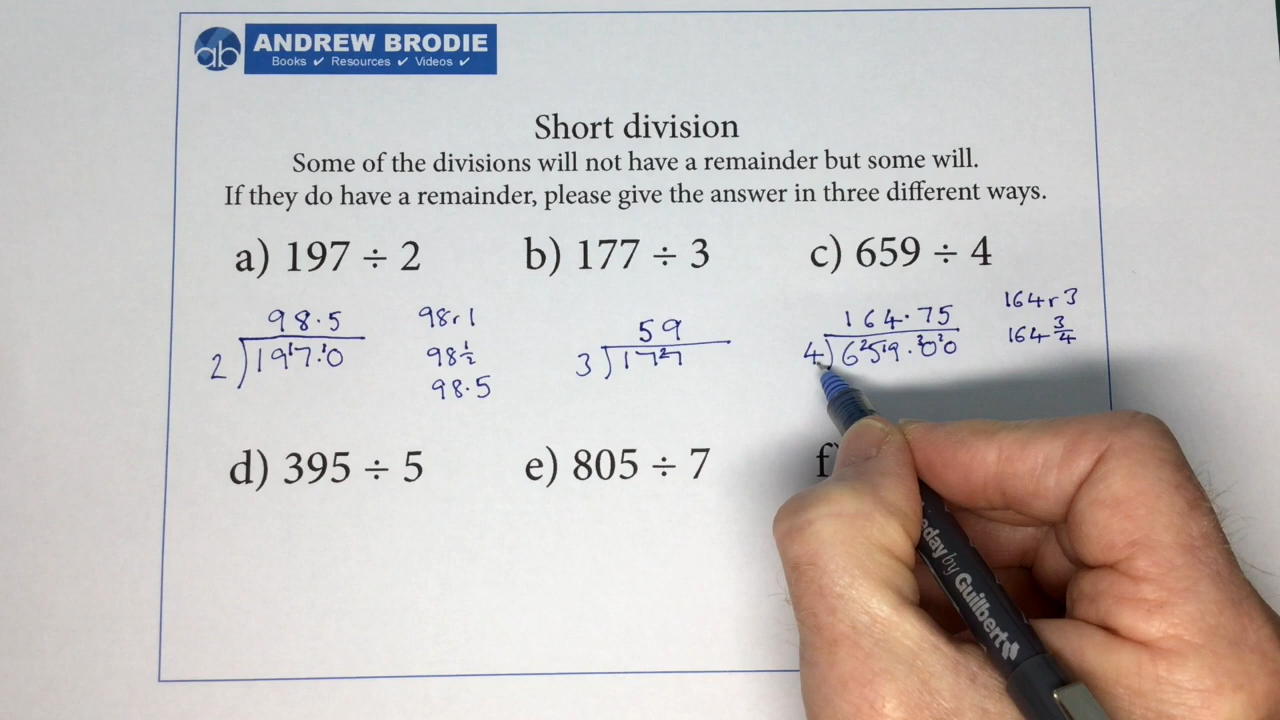 ab ANDREW BRODIE
Books ✓ Resources ✓ Videos ✓
Short division
Some of the divisions will not have a remainder but some will.
If they do have a remainder, please give the answer in three different ways.
a) 197 ÷ 2
b) 177 ÷ 3
c) 659 ÷ 4
98.5
2)19¹7.¹0
98r1
98½
98.5
59
3)17²7
164.75
4)6²5¹9.³0²0
164r3
164¾
d) 395 ÷ 5
e) 805 ÷ 7
f)
by Guilbert